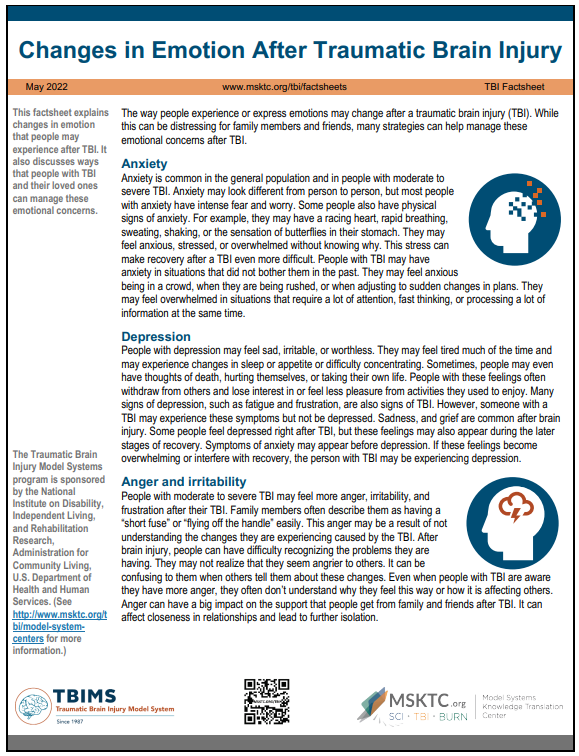 Changes in Emotion After Traumatic Brain Injury
May 2022
www.msktc.org/tbi/factsheets
TBI Factsheet
This factsheet explains
changes in emotion
that people may
experience after TBI. It
also discusses ways
that people with TBI
and their loved ones
can manage these
emotional concerns.
The way people experience or express emotions may change after a traumatic brain injury (TBI). While
this can be distressing for family members and friends, many strategies can help manage these
emotional concerns after TBI.
Anxiety
Anxiety is common in the general population and in people with moderate to
severe TBI. Anxiety may look different from person to person, but most people
with anxiety have intense fear and worry. Some people also have physical
signs of anxiety. For example, they may have a racing heart, rapid breathing,
sweating, shaking, or the sensation of butterflies in their stomach. They may
feel anxious, stressed, or overwhelmed without knowing why. This stress can
make recovery after a TBI even more difficult. People with TBI may have
anxiety in situations that did not bother them in the past. They may feel anxious
being in a crowd, when they are being rushed, or when adjusting to sudden changes in plans. They
may feel overwhelmed in situations that require a lot of attention, fast thinking, or processing a lot of
information at the same time.
Depression
People with depression may feel sad, irritable, or worthless. They may feel tired much of the time and
may experience changes in sleep or appetite or difficulty concentrating. Sometimes, people may even
have thoughts of death, hurting themselves, or taking their own life. People with these feelings often
withdraw from others and lose interest in or feel less pleasure from activities they used to enjoy. Many
signs of depression, such as fatigue and frustration, are also signs of TBI. However, someone with a
TBI may experience these symptoms but not be depressed. Sadness, and grief are common after brain
injury. Some people feel depressed right after TBI, but these feelings may also appear during the later
stages of recovery. Symptoms of anxiety may appear before depression. If these feelings become
overwhelming or interfere with recovery, the person with TBI may be experiencing depression.
The Traumatic Brain
Injury Model Systems
program is sponsored
by the National
Institute on Disability,
Independent Living,
and Rehabilitation
Research,
Administration for
Community Living,
U.S. Department of
Health and Human
Services. (See
http://www.msktc.org/t
bi/model-system-
centers for more
information.)
Anger and irritability
People with moderate to severe TBI may feel more anger, irritability, and
frustration after their TBI. Family members often describe them as having a
“short fuse” or “flying off the handle” easily. This anger may be a result of not
understanding the changes they are experiencing caused by the TBI. After
brain injury, people can have difficulty recognizing the problems they are
having. They may not realize that they seem angrier to others. It can be
confusing to them when others tell them about these changes. Even when people with TBI are aware
they have more anger, they often don’t understand why they feel this way or how it is affecting others.
Anger can have a big impact on the support that people get from family and friends after TBI. It can
affect closeness in relationships and lead to further isolation.
TBIMS
Traumatic Brain Injury Model System
Since 1987
MSKTC.org
SCI · TBI · BURN
Model Systems
Knowledge Translation
Center